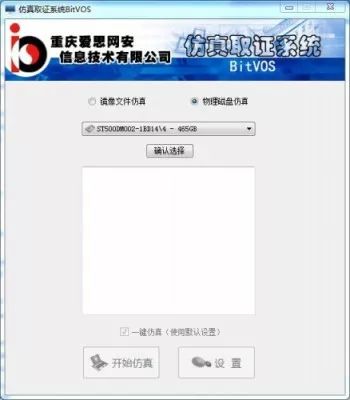 仿真取证系统BitVOS
重庆爱思网安
信息技术有限公司
仿真取证系统
BitVOS
镜像文件仿真
物理磁盘仿真
ST500DM002-1BD14\4 - 465GB
确认选择
一键仿真（使用默认设置）
开始仿真
设 置